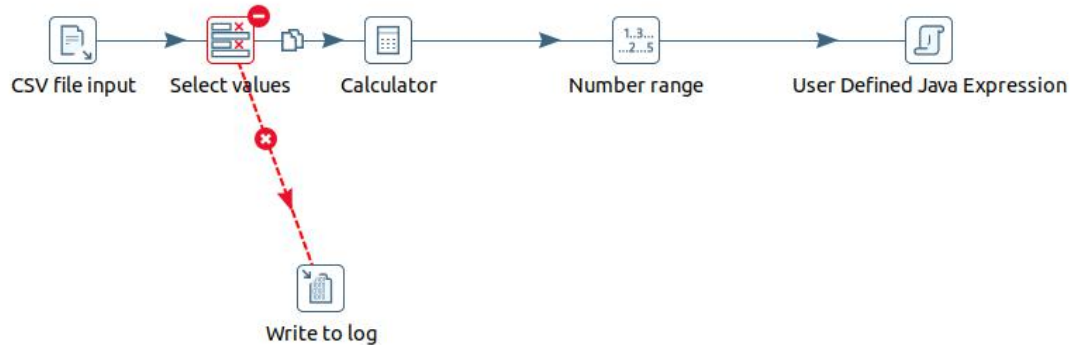 1..3...
...2...5
CSV file input
Select values
Calculator
Number range
User Defined Java Expression
Write to log